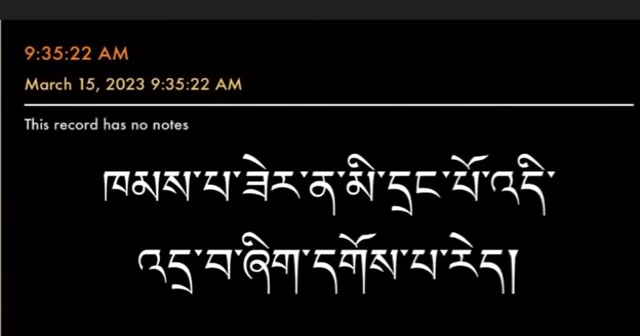 9:35:22 AM
March 15, 2023 9:35:22 AM
This record has no notes
ཁམས་པ་ཟེར་ན་མི་དྲང་པོ་འདི་
འདྲ་བ་ཞིག་དགོས་པ་རེད།